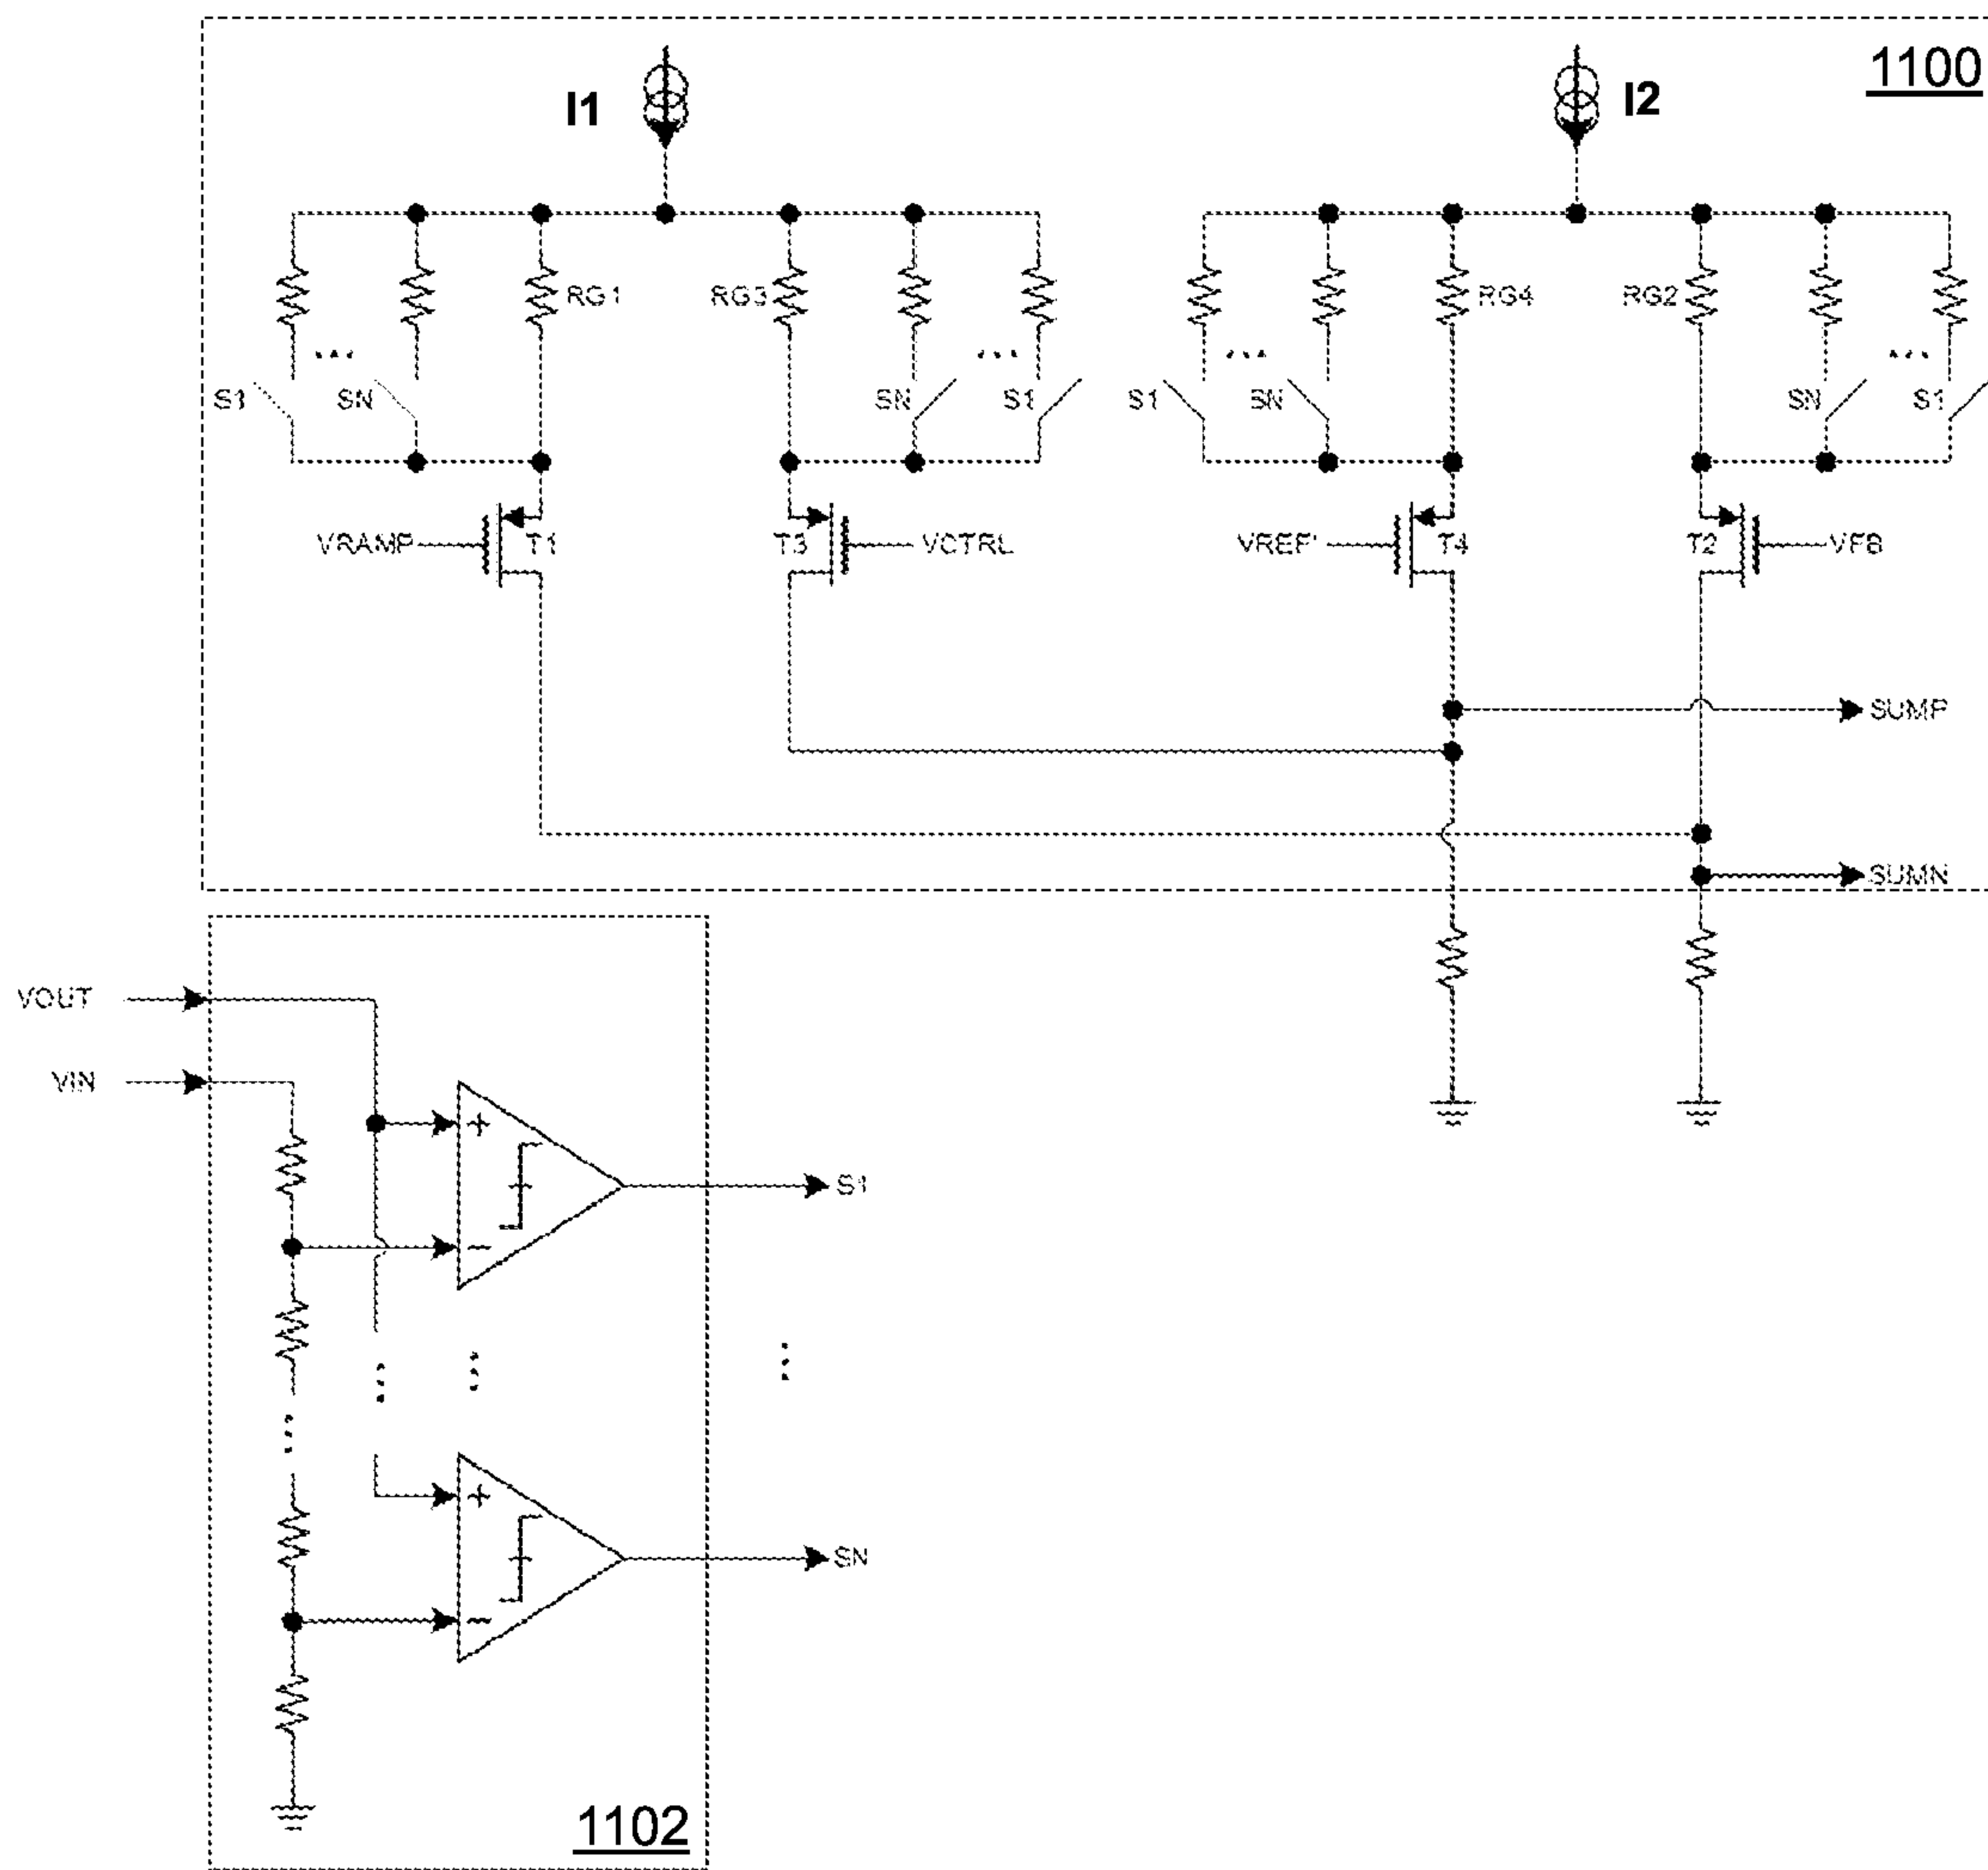 1100
I1
I2
RG1
RG3
RG4
RG2
S1
SN
SN
S1
S1
SN
SN
S1
VRAMP
T1
T3
VCTRL
VREF'
T4
T2
VFB
SUMP
SUMN
VOUT
VIN
+
−
S1
+
−
SN
1102